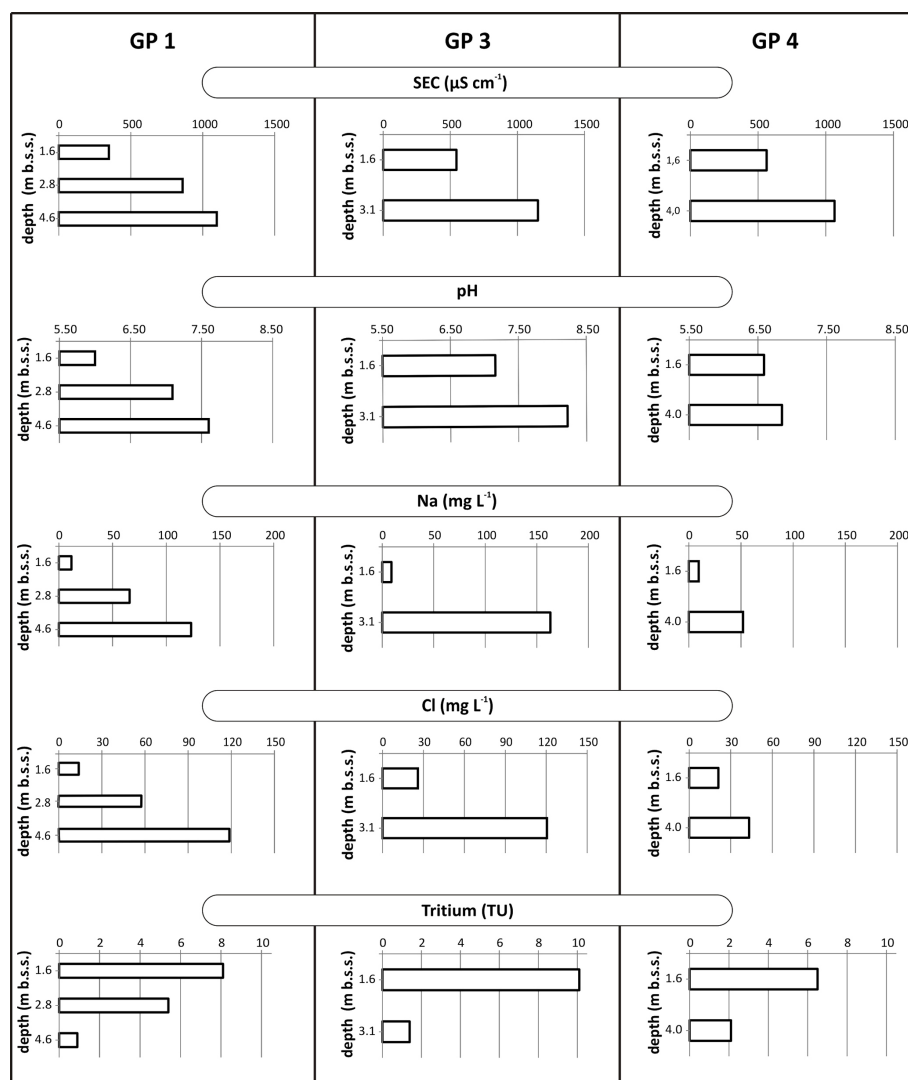 GP 1 GP 3 GP 4
SEC (µS cm⁻¹)
0 500 1000 1500 0 500 1000 1500 0 500 1000 1500
depth (m b.s.s.) depth (m b.s.s.) depth (m b.s.s.)
1.6 1.6 1,6
2.8
4.6 3.1 4,0
pH
5.50 6.50 7.50 8.50 5.50 6.50 7.50 8.50 5.50 6.50 7.50 8.50
depth (m b.s.s.) depth (m b.s.s.) depth (m b.s.s.)
1.6 1.6 1.6
2.8
4.6 3.1 4.0
Na (mg L⁻¹)
0 50 100 150 200 0 50 100 150 200 0 50 100 150 200
depth (m b.s.s.) depth (m b.s.s.) depth (m b.s.s.)
1.6 1.6 1.6
2.8
4.6 3.1 4.0
Cl (mg L⁻¹)
0 30 60 90 120 150 0 30 60 90 120 150 0 30 60 90 120 150
depth (m b.s.s.) depth (m b.s.s.) depth (m b.s.s.)
1.6 1.6 1.6
2.8
4.6 3.1 4.0
Tritium (TU)
0 2 4 6 8 10 0 2 4 6 8 10 0 2 4 6 8 10
depth (m b.s.s.) depth (m b.s.s.) depth (m b.s.s.)
1.6 1.6 1.6
2.8
4.6 3.1 4.0